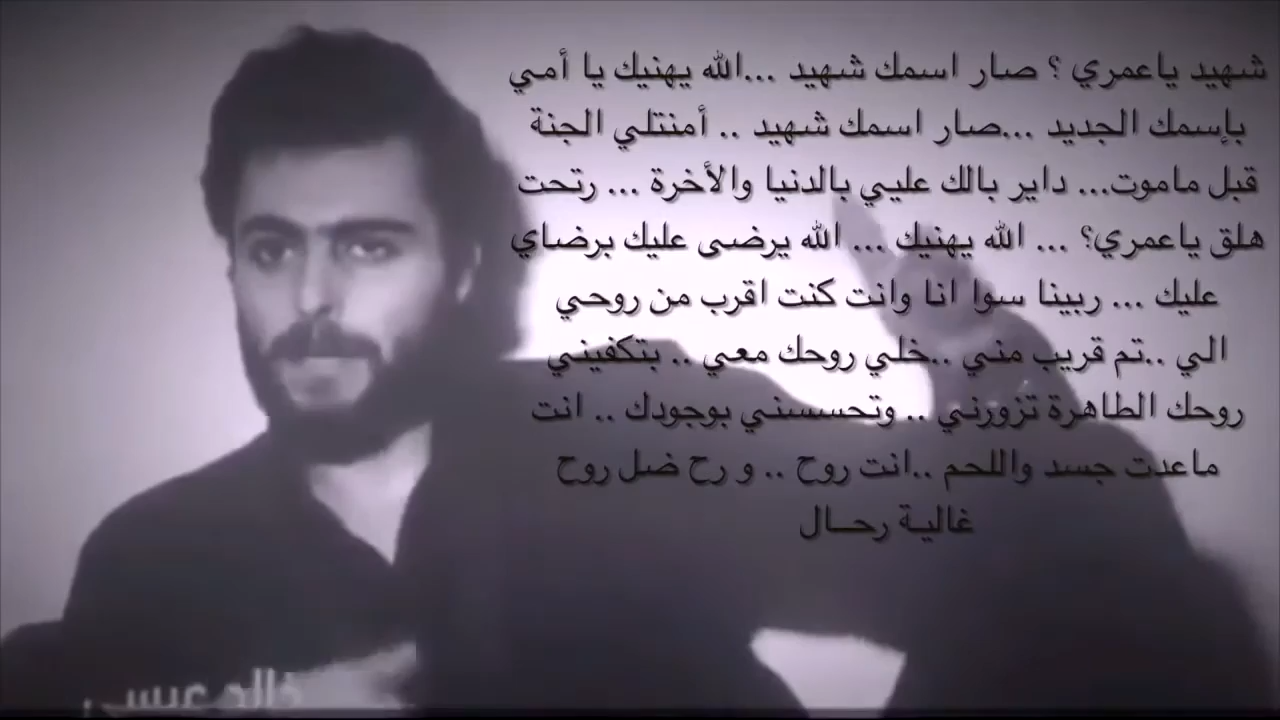 شهيد ياعمري ؟ صار اسمك شهيد ...الله يهنيك يا أمي
بإسمك الجديد ...صار اسمك شهيد .. أمنتلي الجنة
قبل ماموت... داير بالك عليي بالدنيا والأخرة ... رتحت
هلق ياعمري؟ ... الله يهنيك ... الله يرضى عليك برضاي
عليك ... ربينا سوا انا وانت كنت اقرب من روحي
الي ..تم قريب مني ..خلي روحك معي .. بتكفيني
روحك الطاهرة تزورني .. وتحسسني بوجودك .. انت
ماعدت جسد واللحم ..انت روح .. و رح ضل روح
غالية رحــال
خالد عيسى